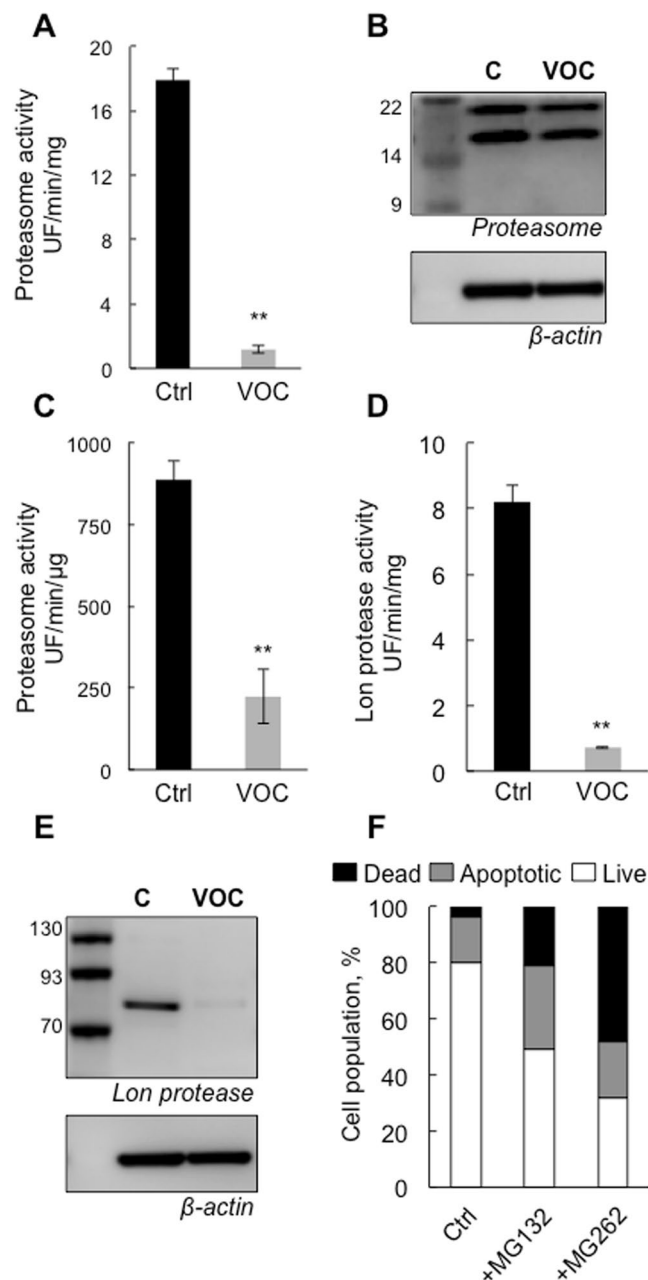 A
Proteasome activity
UF/min/mg
20
16
12
8
4
0
**
Ctrl
VOC
B
C
VOC
22
14
9
Proteasome
β-actin
C
Proteasome activity
UF/min/µg
1000
750
500
250
0
**
Ctrl
VOC
D
Lon protease activity
UF/min/mg
10
8
6
4
2
0
**
Ctrl
VOC
E
C
VOC
130
93
70
Lon protease
β-actin
F
Dead
Apoptotic
Live
Cell population, %
100
80
60
40
20
0
Ctrl
+MG132
+MG262